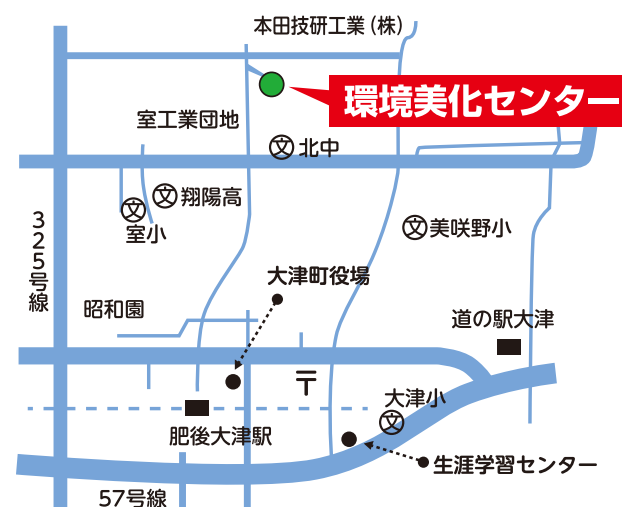 本田技研工業（株）
環境美化センター
室工業団地
文 北中
文 翔陽高
文
室小
文 美咲野小
325号線
大津町役場
昭和園
道の駅大津
〒
大津小
文
肥後大津駅
生涯学習センター
57号線